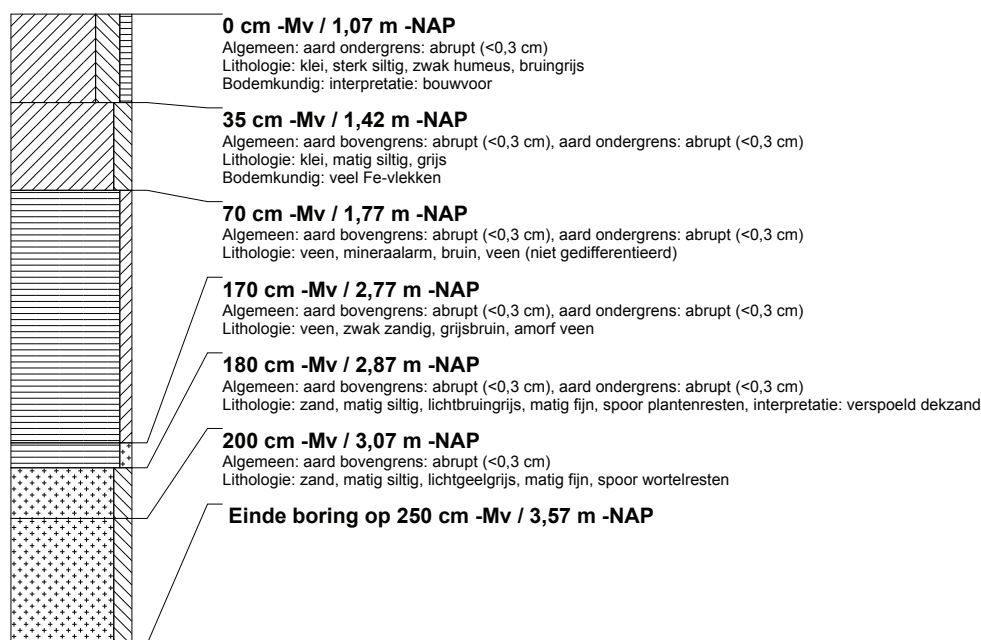 0 cm -Mv / 1,07 m -NAP
Algemeen: aard ondergrens: abrupt (<0,3 cm)
Lithologie: klei, sterk siltig, zwak humeus, bruingrijs
Bodemkundig: interpretatie: bouwvoor
35 cm -Mv / 1,42 m -NAP
Algemeen: aard bovengrens: abrupt (<0,3 cm), aard ondergrens: abrupt (<0,3 cm)
Lithologie: klei, matig siltig, grijs
Bodemkundig: veel Fe-vlekken
70 cm -Mv / 1,77 m -NAP
Algemeen: aard bovengrens: abrupt (<0,3 cm), aard ondergrens: abrupt (<0,3 cm)
Lithologie: veen, mineraalarm, bruin, veen (niet gedifferentieerd)
170 cm -Mv / 2,77 m -NAP
Algemeen: aard bovengrens: abrupt (<0,3 cm), aard ondergrens: abrupt (<0,3 cm)
Lithologie: veen, zwak zandig, grijsbruin, amorf veen
180 cm -Mv / 2,87 m -NAP
Algemeen: aard bovengrens: abrupt (<0,3 cm), aard ondergrens: abrupt (<0,3 cm)
Lithologie: zand, matig siltig, lichtbruingrijs, matig fijn, spoor plantenresten, interpretatie: verspoeld dekzand
200 cm -Mv / 3,07 m -NAP
Algemeen: aard bovengrens: abrupt (<0,3 cm)
Lithologie: zand, matig siltig, lichtgeelgrijs, matig fijn, spoor wortelresten
Einde boring op 250 cm -Mv / 3,57 m -NAP